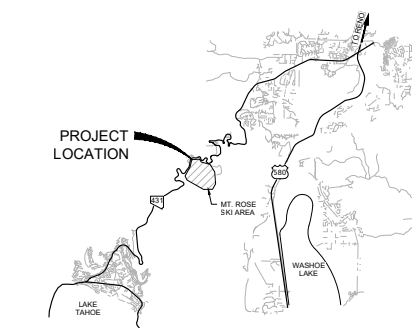 TO RENO
PROJECT
LOCATION
580
431
MT. ROSE
SKI AREA
WASHOE
LAKE
LAKE
TAHOE